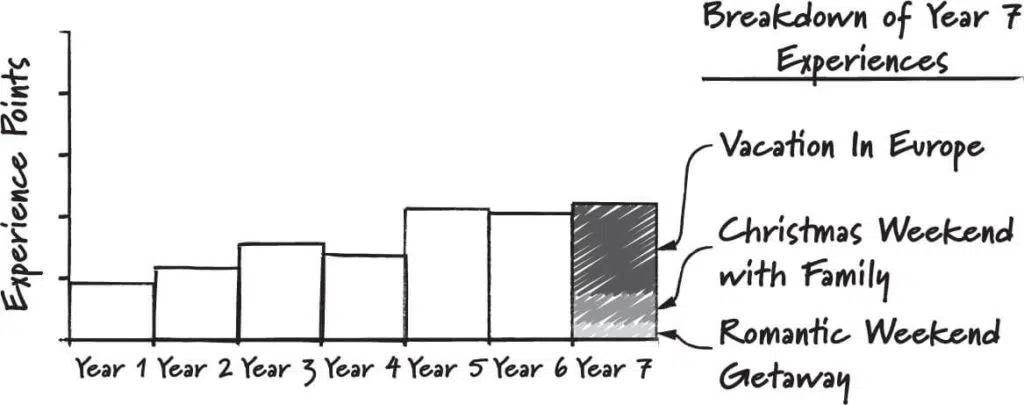 Breakdown of Year 7
Experiences
Experience Points
Vacation In Europe
Christmas Weekend
with Family
Romantic Weekend
Getaway
Year 1 Year 2 Year 3 Year 4 Year 5 Year 6 Year 7